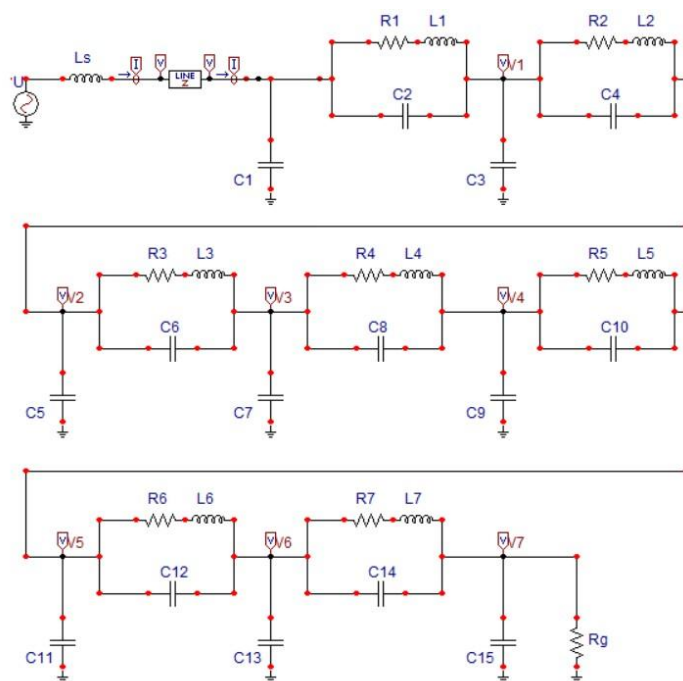 R1 L1 R2 L2
Ls
U I V LINE Z V I V V1
C2 C4
C1 C3
R3 L3 R4 L4 R5 L5
V V2 V V3 V V4
C6 C8 C10
C5 C7 C9
R6 L6 R7 L7
V V5 V V6 V V7
C12 C14
C11 C13 C15 Rg